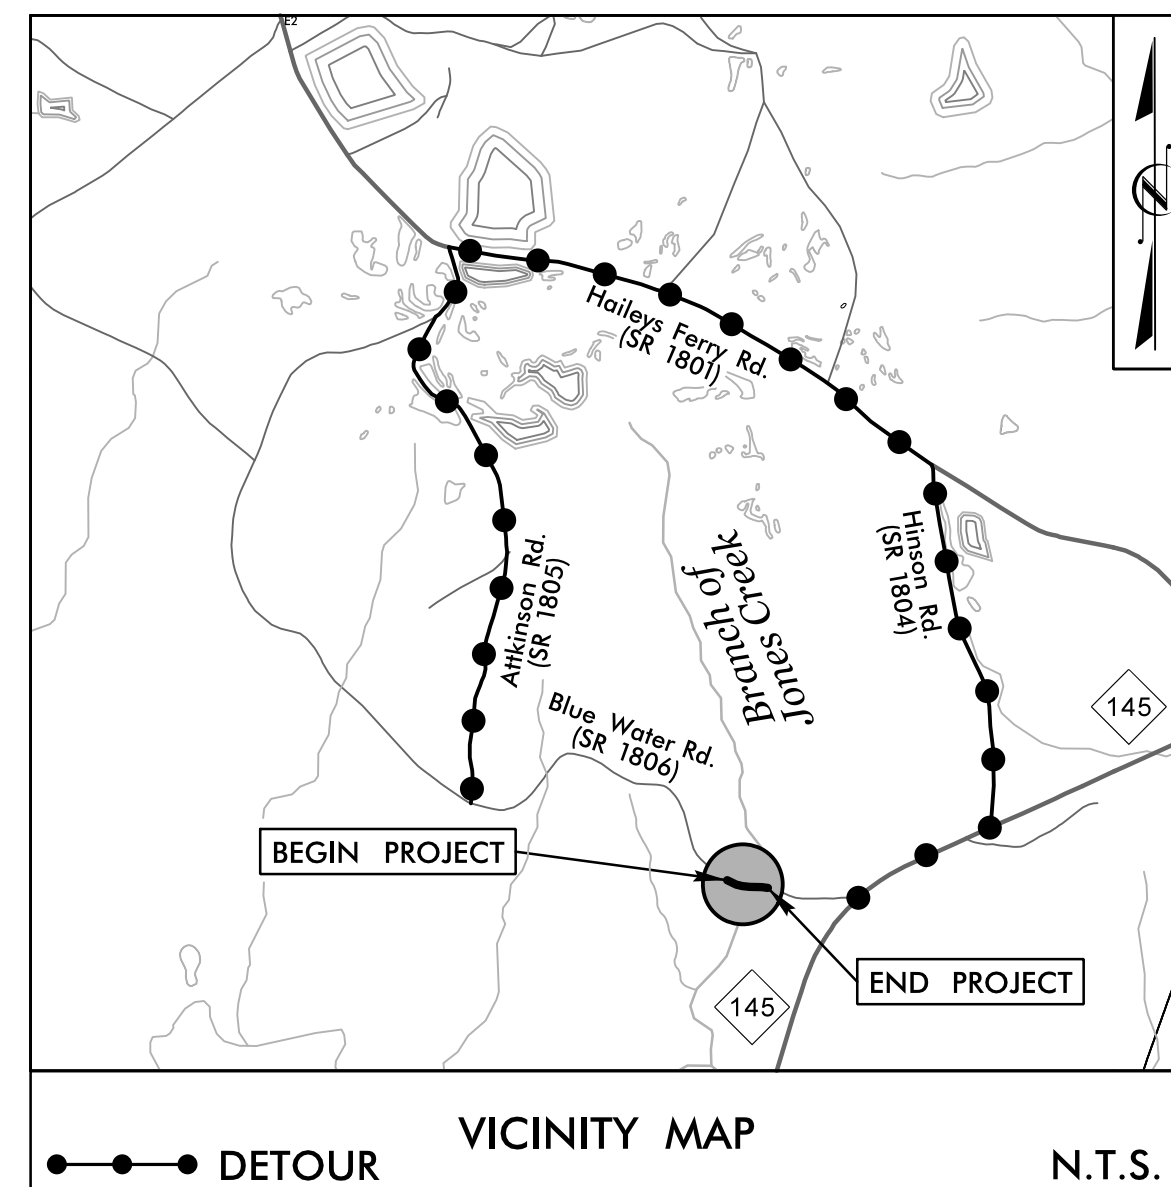 E2
Haileys Ferry Rd.
(SR 1801)
Hinson Rd.
(SR 1804)
Attkinson Rd.
(SR 1805)
Branch of
Jones Creek
Blue Water Rd.
(SR 1806)
145
BEGIN PROJECT
END PROJECT
145
VICINITY MAP
DETOUR
N.T.S.